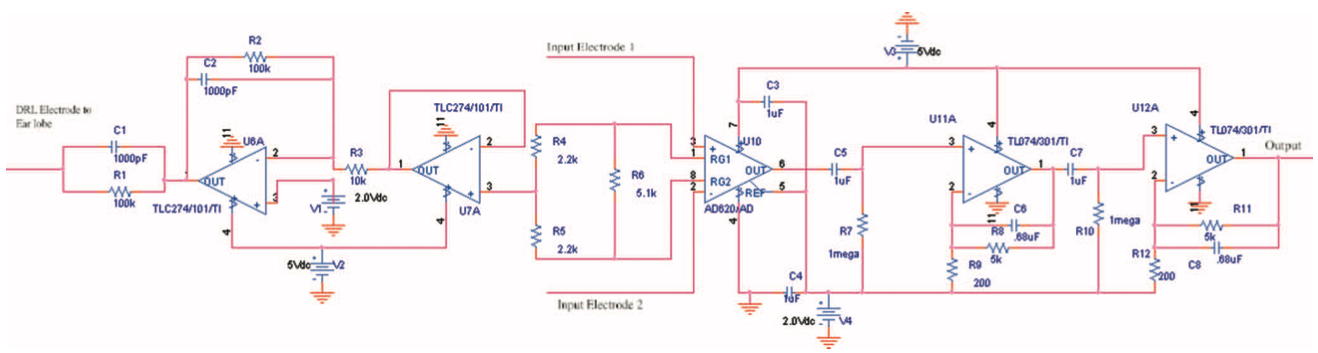 DRL Electrode to
Ear lobe
C1
1000pF
R1
100k
R2
100k
C2
1000pF
11
U6A
2
-
OUT
1
+
3
TLC274/101/TI
4
R3
10k
V1
2.0Vdc
5Vdc
V2
TLC274/101/TI
11
2
-
1
OUT
3
+
U7A
4
R4
2.2k
R5
2.2k
R6
5.1k
Input Electrode 1
Input Electrode 2
3
1
8
2
+
RG1
RG2
-
7
U10
OUT
6
REF
5
AD620/AD
4
C3
1uF
C4
1uF
C5
1uF
R7
1mega
2.0Vdc
V4
V3
5Vdc
U11A
4
TL074/301/TI
3
+
OUT
1
2
-
11
C6
.68uF
R8
5k
R9
200
C7
1uF
R10
1mega
U12A
4
TL074/301/TI
3
+
OUT
1
2
-
11
R11
5k
C8
.68uF
R12
200
Output